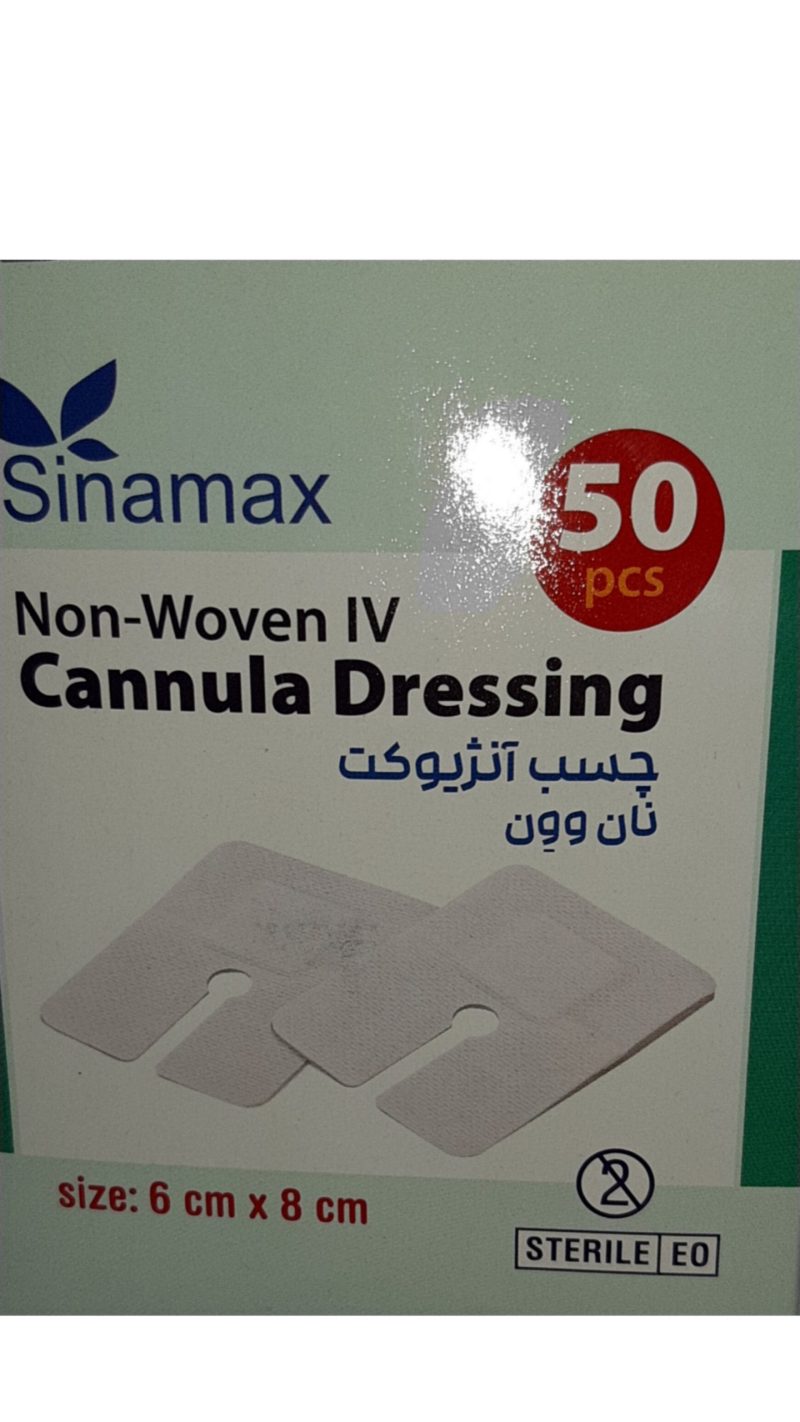 Sinamax
50
pcs
Non-Woven IV
Cannula Dressing
چسب آنژیوکت
نان ووِن
size: 6 cm x 8 cm
2
STERILE EO